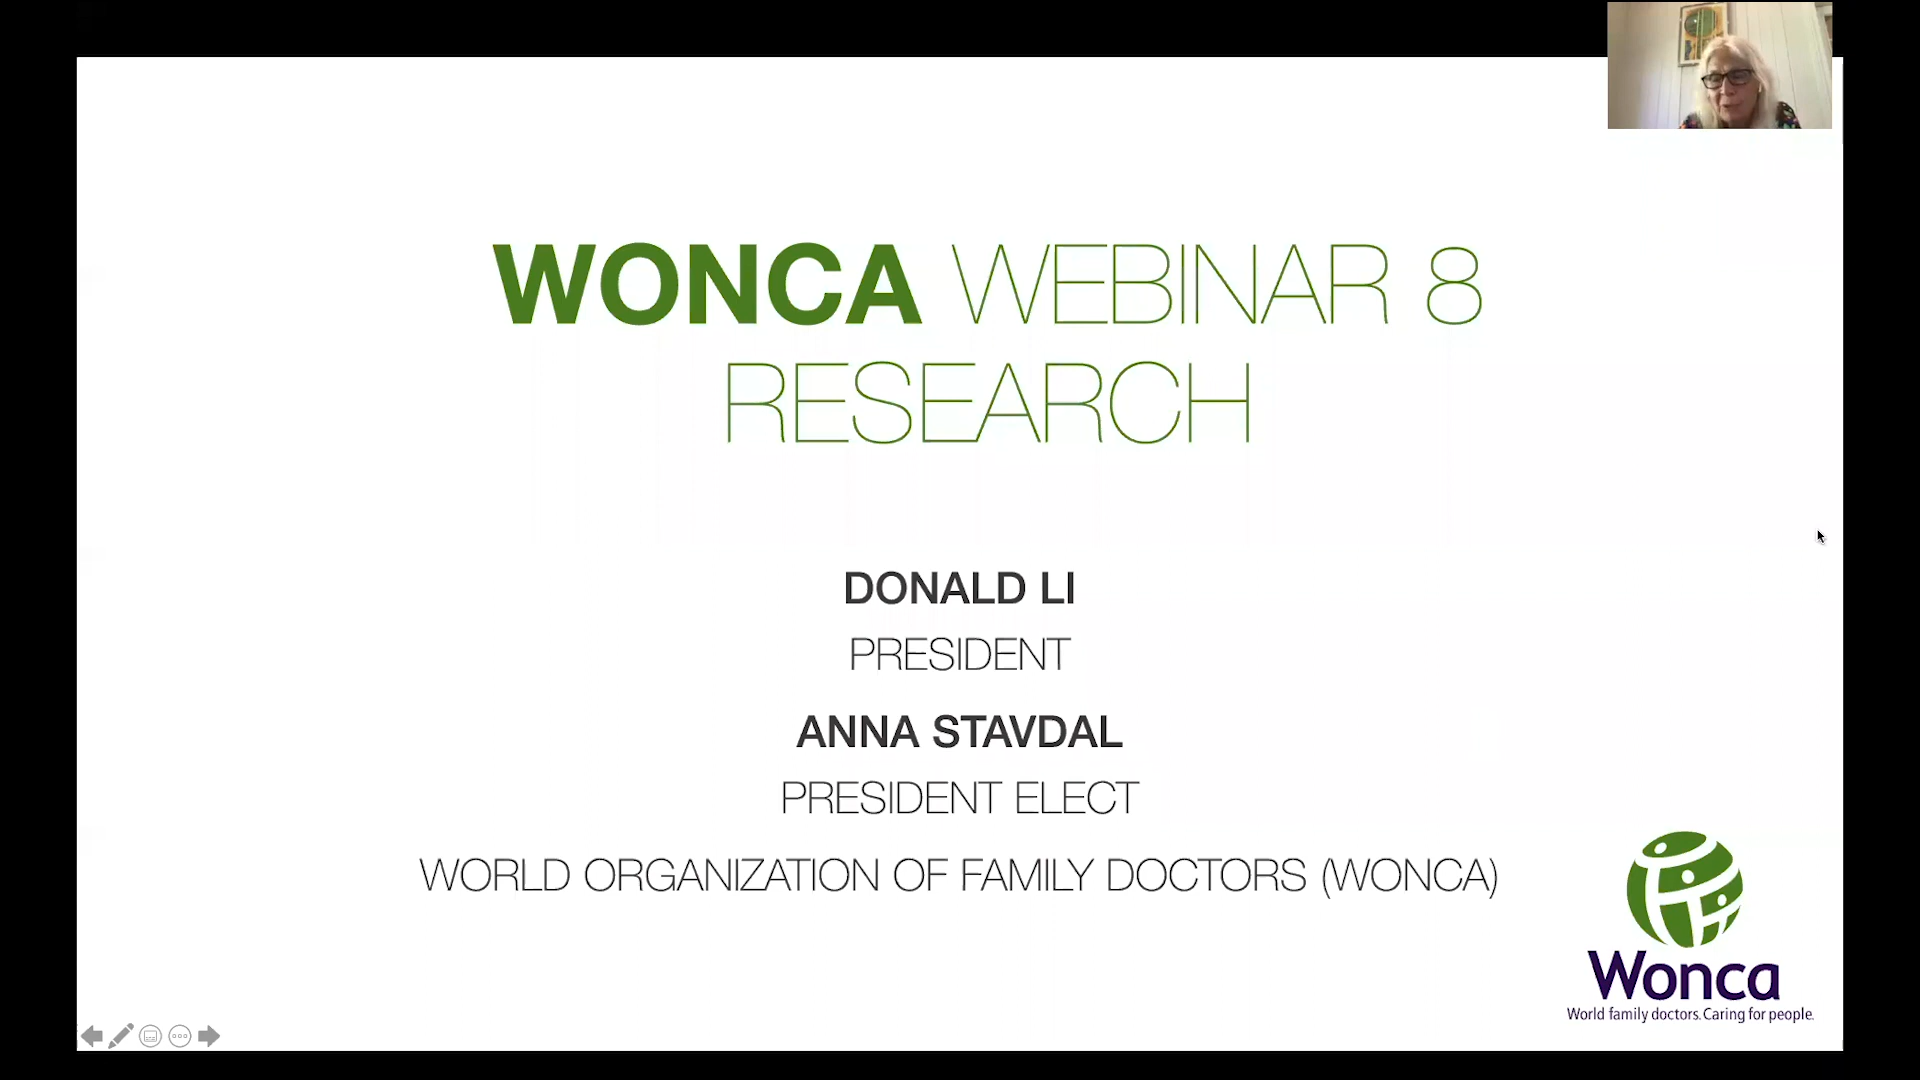 WONCA WEBINAR 8
RESEARCH
DONALD LI
PRESIDENT
ANNA STAVDAL
PRESIDENT ELECT
WORLD ORGANIZATION OF FAMILY DOCTORS (WONCA)
Wonca
World family doctors. Caring for people.